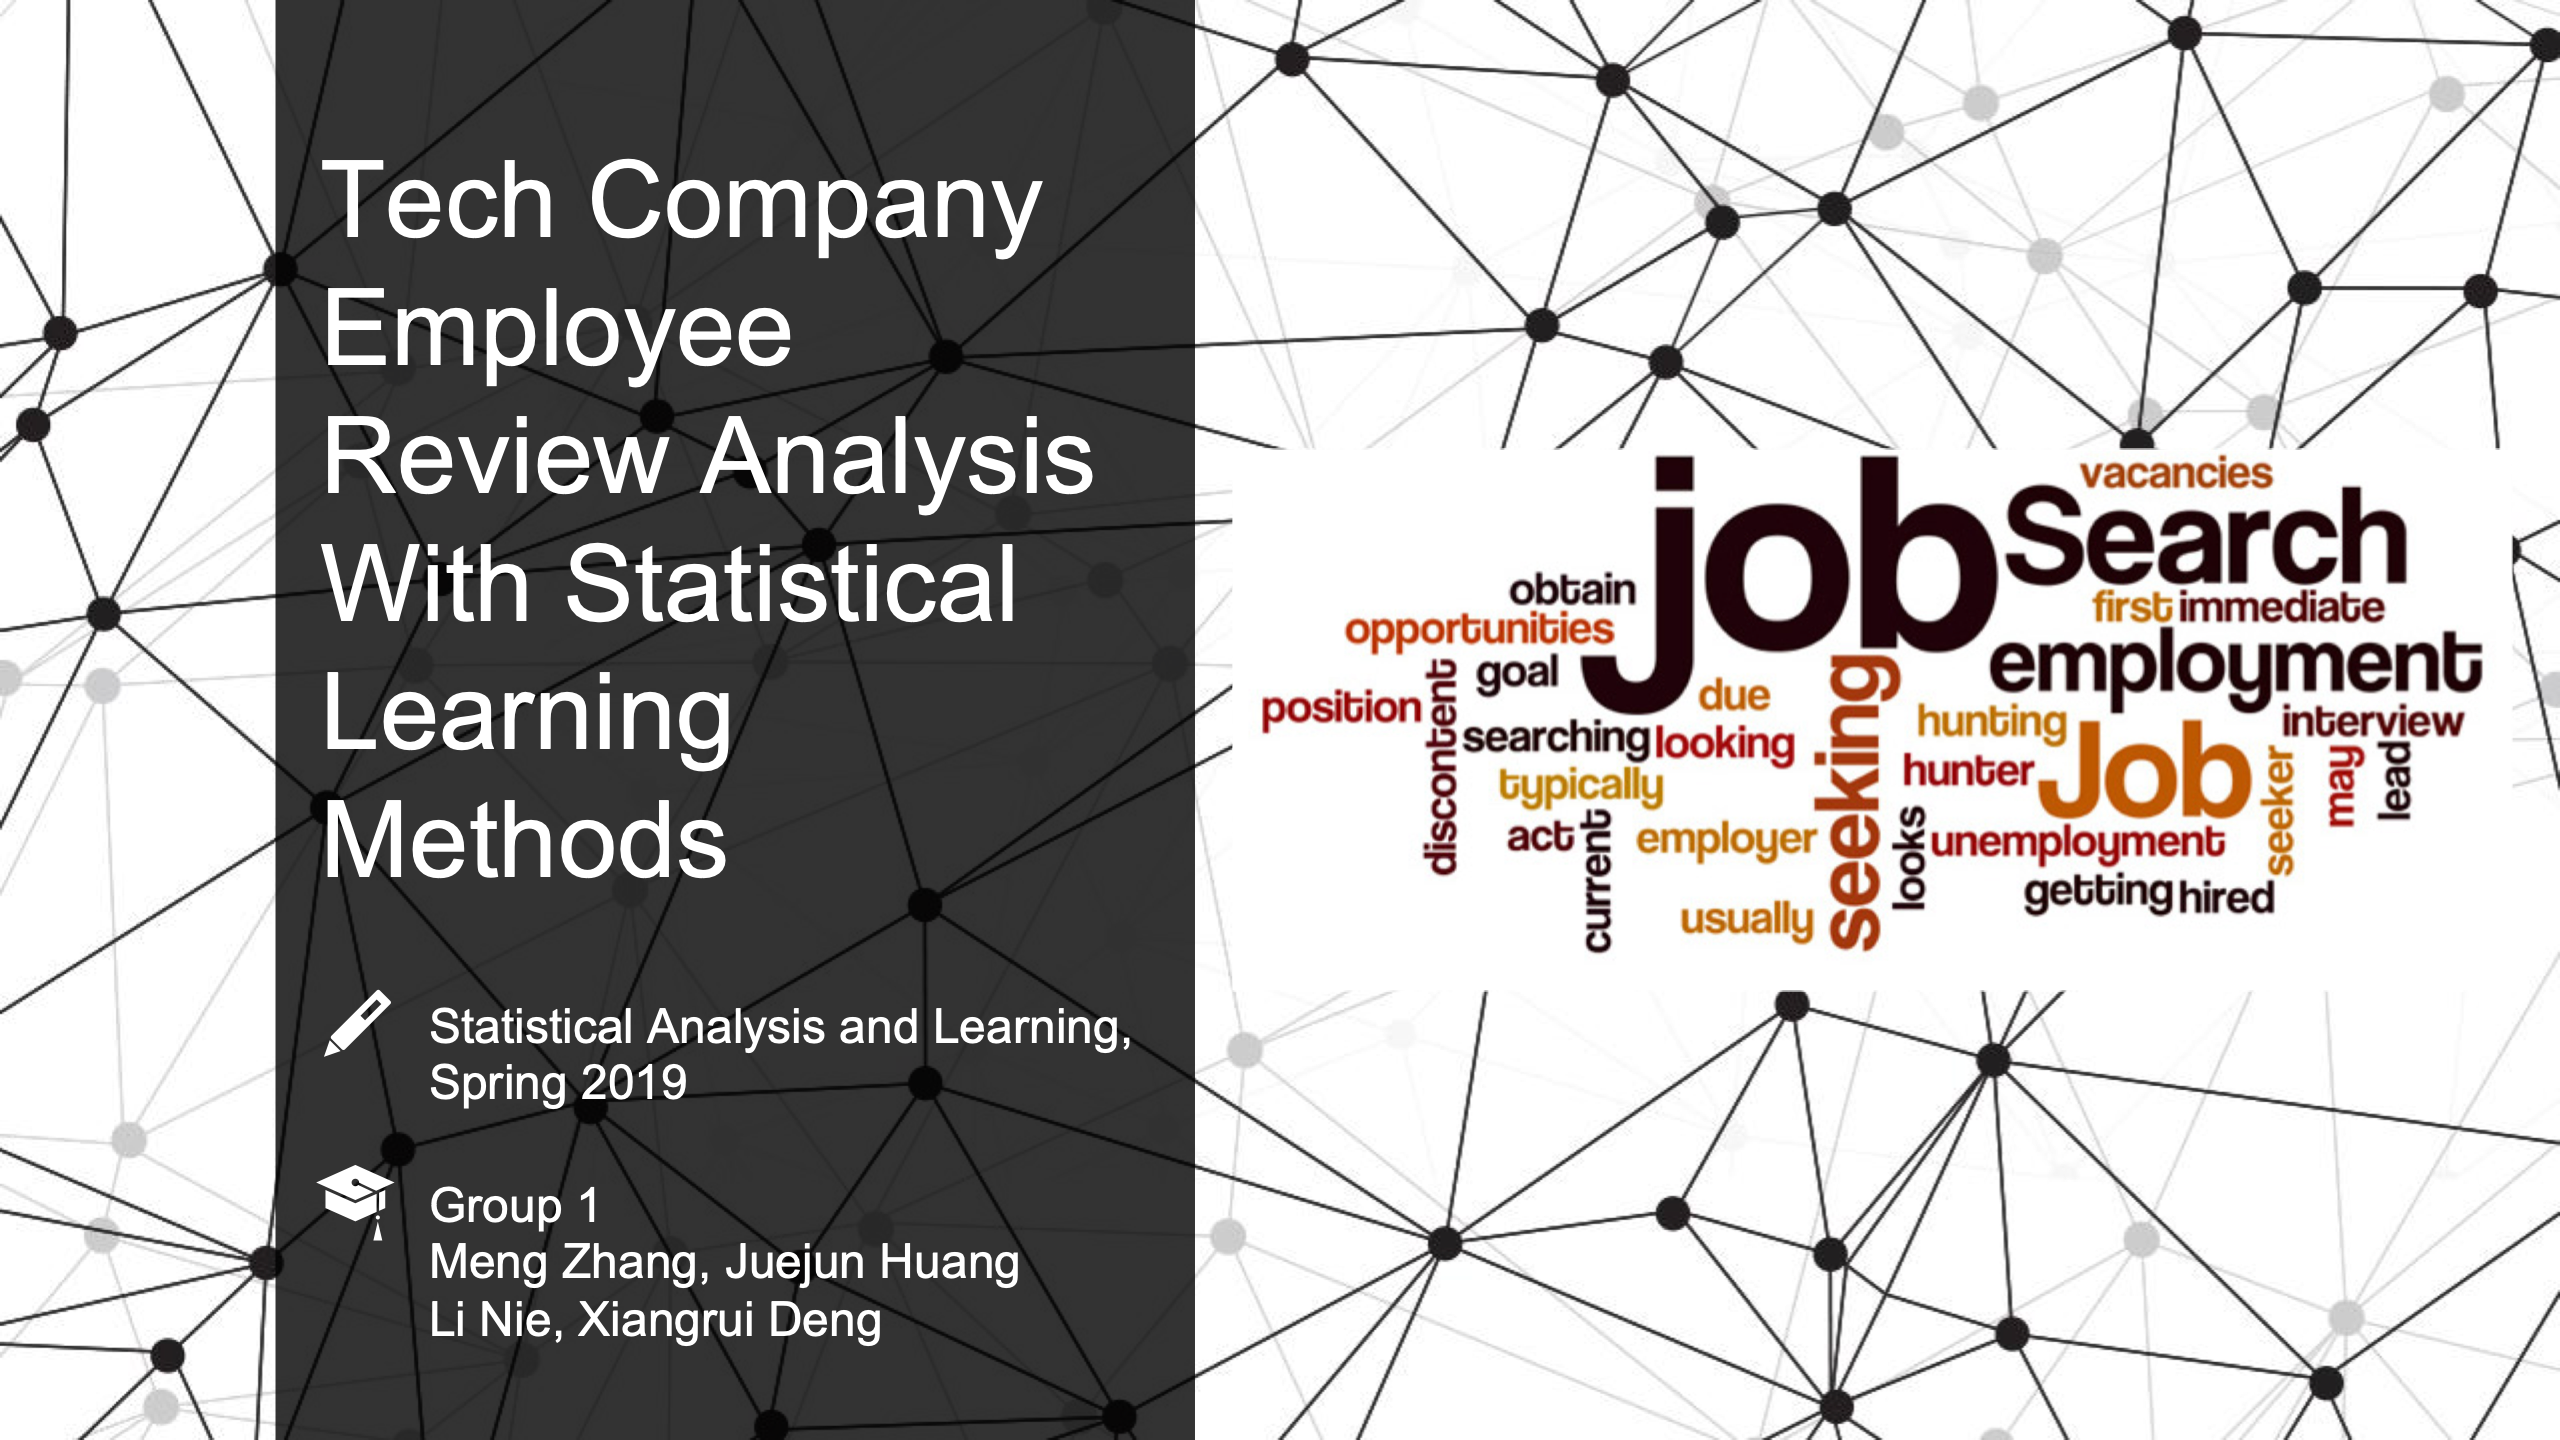 Tech Company
Employee
Review Analysis
With Statistical
Learning
Methods
Statistical Analysis and Learning,
Spring 2019
Group 1
Meng Zhang, Juejun Huang
Li Nie, Xiangrui Deng
vacancies
job
Search
obtain
first
immediate
opportunities
employment
goal
position
discontent
due
seeking
hunting
interview
searching
looking
hunter
Job
seeker
may
lead
typically
act
current
employer
looks
unemployment
usually
getting
hired